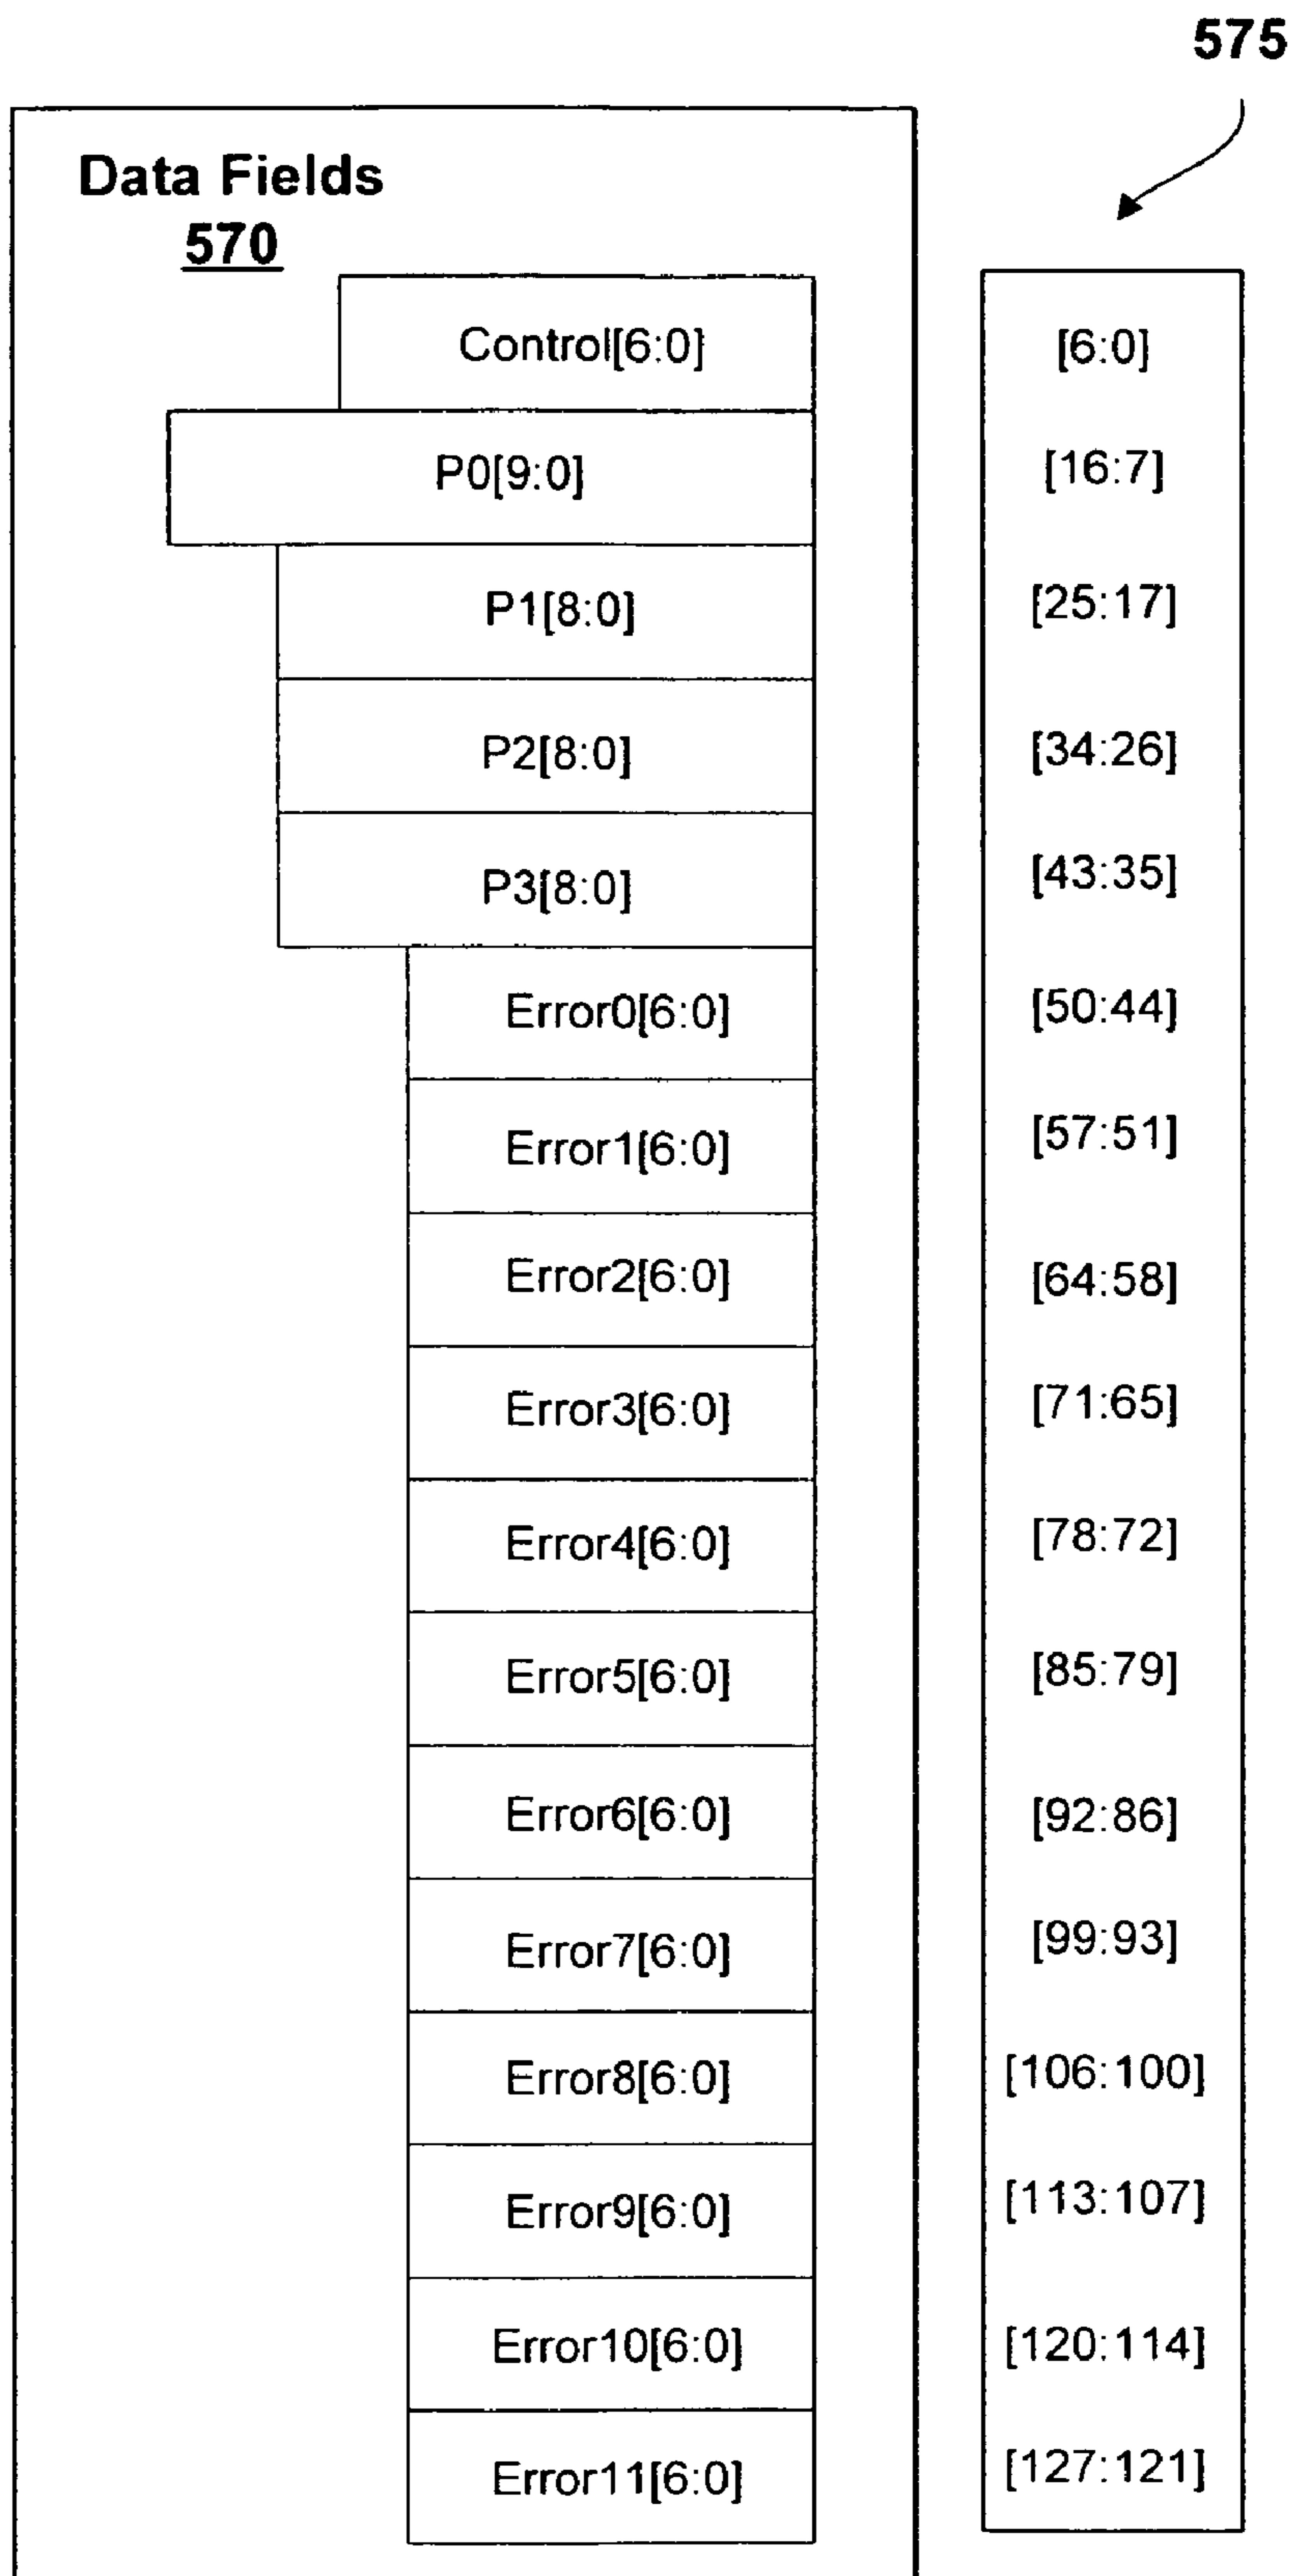 575
Data Fields
570
Control[6:0] [6:0]
P0[9:0] [16:7]
P1[8:0] [25:17]
P2[8:0] [34:26]
P3[8:0] [43:35]
Error0[6:0] [50:44]
Error1[6:0] [57:51]
Error2[6:0] [64:58]
Error3[6:0] [71:65]
Error4[6:0] [78:72]
Error5[6:0] [85:79]
Error6[6:0] [92:86]
Error7[6:0] [99:93]
Error8[6:0] [106:100]
Error9[6:0] [113:107]
Error10[6:0] [120:114]
Error11[6:0] [127:121]